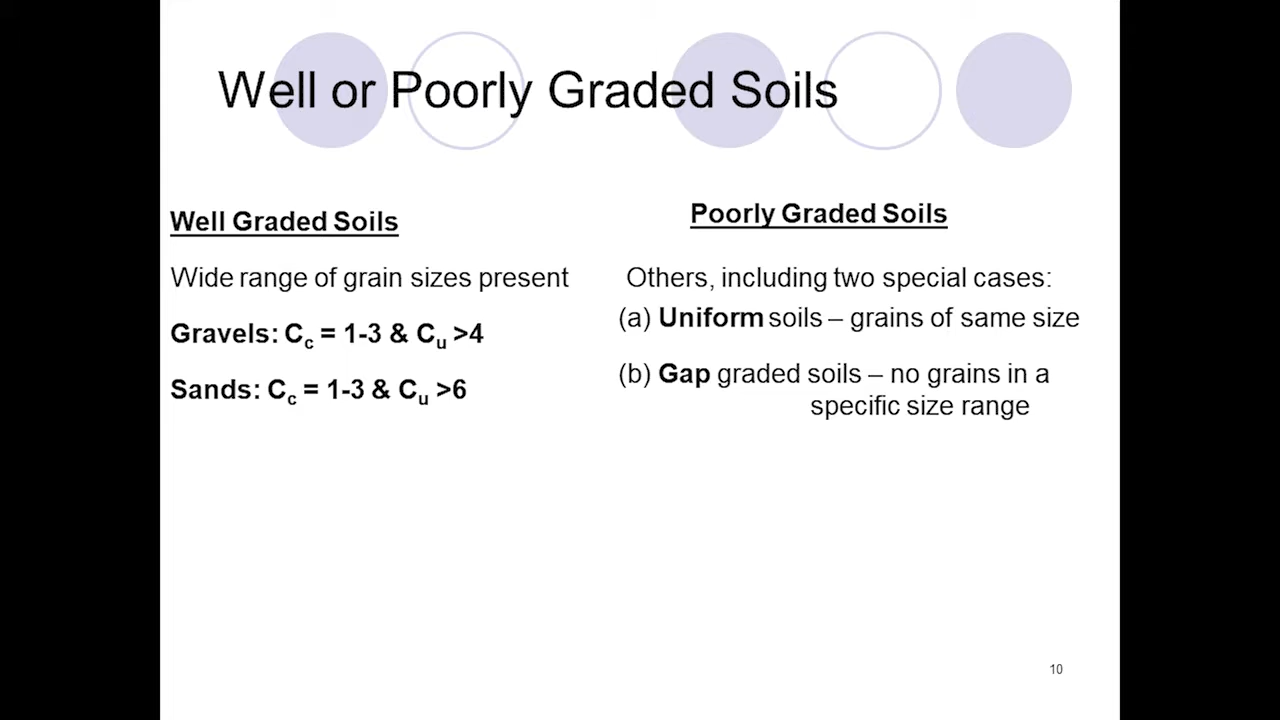 Well or Poorly Graded Soils
Well Graded Soils
Wide range of grain sizes present
Gravels: Cc = 1-3 & Cu >4
Sands: Cc = 1-3 & Cu >6
Poorly Graded Soils
Others, including two special cases:
(a) Uniform soils – grains of same size
(b) Gap graded soils – no grains in a
specific size range
10